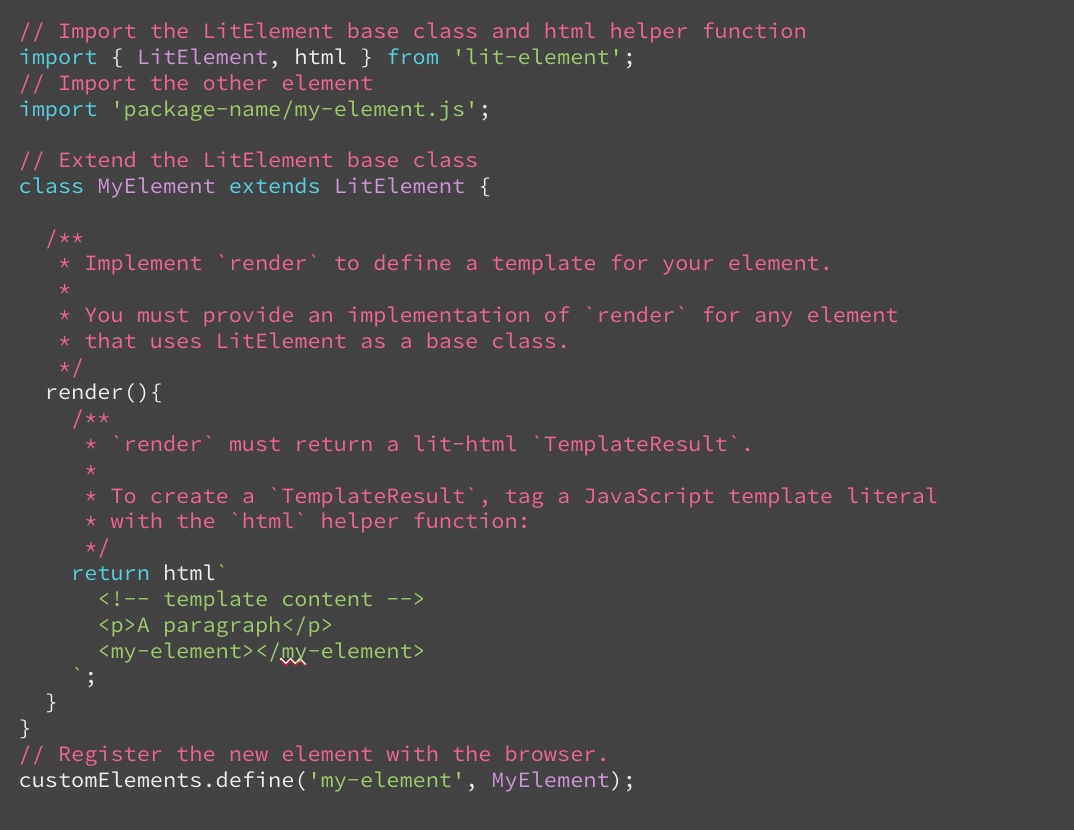 // Import the LitElement base class and html helper function
import { LitElement, html } from 'lit-element';
// Import the other element
import 'package-name/my-element.js';

// Extend the LitElement base class
class MyElement extends LitElement {

  /**
   * Implement `render` to define a template for your element.
   *
   * You must provide an implementation of `render` for any element
   * that uses LitElement as a base class.
   */
  render(){
    /**
     * `render` must return a lit-html `TemplateResult`.
     *
     * To create a `TemplateResult`, tag a JavaScript template literal
     * with the `html` helper function:
     */
    return html`
      <!-- template content -->
      <p>A paragraph</p>
      <my-element></my-element>
    `;
  }
}
// Register the new element with the browser.
customElements.define('my-element', MyElement);